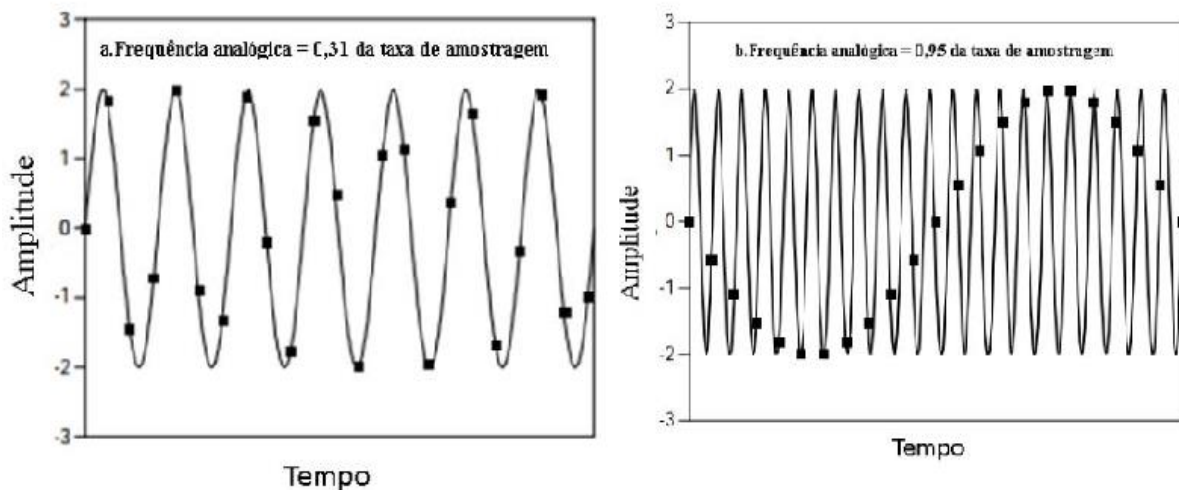 a.Frequência analógica = 0,31 da taxa de amostragem
3
2
1
0
-1
-2
-3
Amplitude
Tempo
b.Frequência analógica = 0,95 da taxa de amostragem
3
2
1
0
-1
-2
-3
Amplitude
Tempo